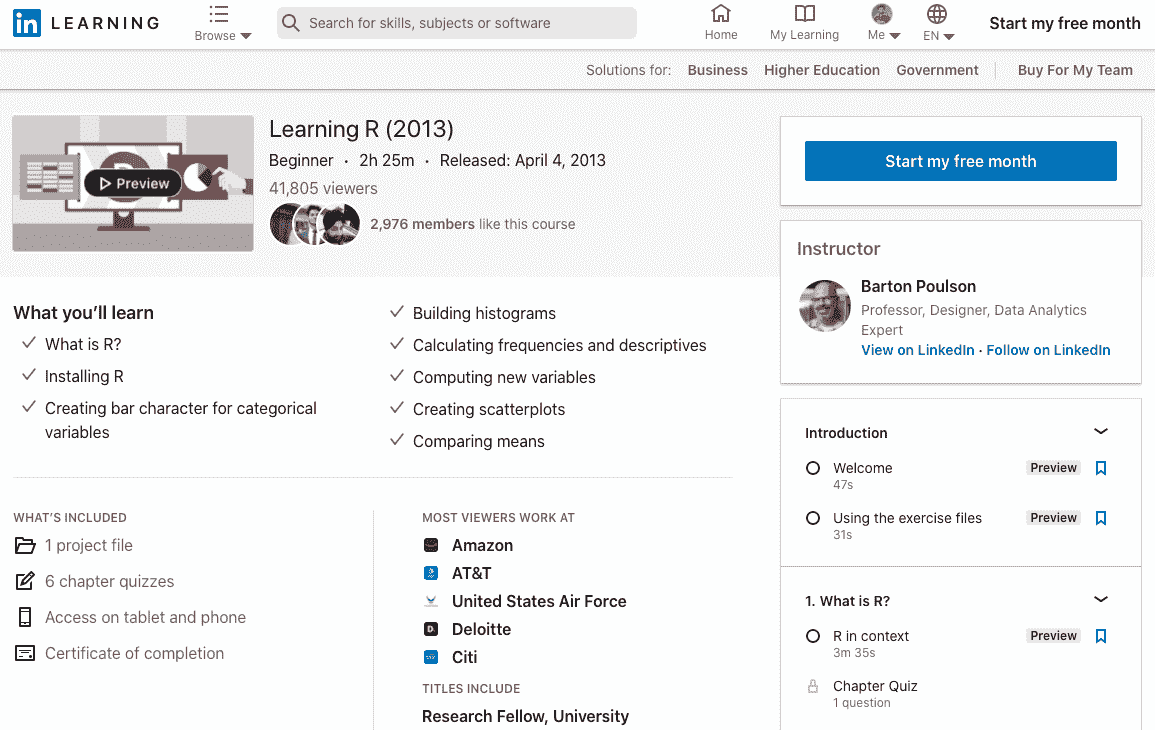 in LEARNING
Browse
Search for skills, subjects or software
Home
My Learning
Me
EN
Start my free month
Solutions for: Business Higher Education Government Buy For My Team
Preview
Learning R (2013)
Beginner · 2h 25m · Released: April 4, 2013
41,805 viewers
2,976 members like this course
Start my free month
Instructor
Barton Poulson
Professor, Designer, Data Analytics
Expert
View on LinkedIn · Follow on LinkedIn
What you'll learn
What is R?
Installing R
Creating bar character for categorical
variables
Building histograms
Calculating frequencies and descriptives
Computing new variables
Creating scatterplots
Comparing means
WHAT'S INCLUDED
1 project file
6 chapter quizzes
Access on tablet and phone
Certificate of completion
MOST VIEWERS WORK AT
Amazon
AT&T
United States Air Force
Deloitte
Citi
TITLES INCLUDE
Research Fellow, University
Introduction
Welcome Preview
47s
Using the exercise files Preview
31s
1. What is R?
R in context Preview
3m 35s
Chapter Quiz
1 question